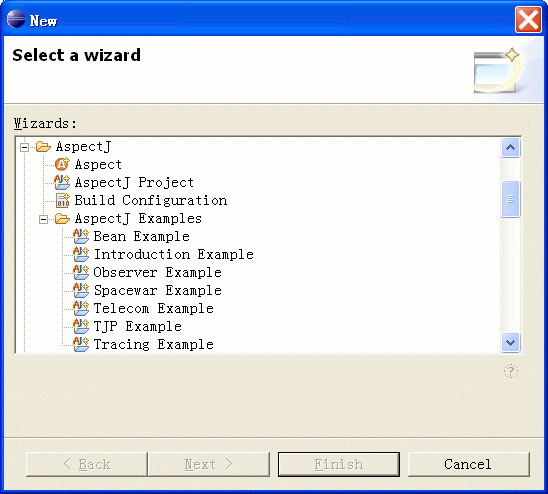 New
Select a wizard
Wizards:
AspectJ
Aspect
AspectJ Project
Build Configuration
AspectJ Examples
Bean Example
Introduction Example
Observer Example
Spacewar Example
Telecom Example
TJP Example
Tracing Example
?
< Back Next > Finish Cancel